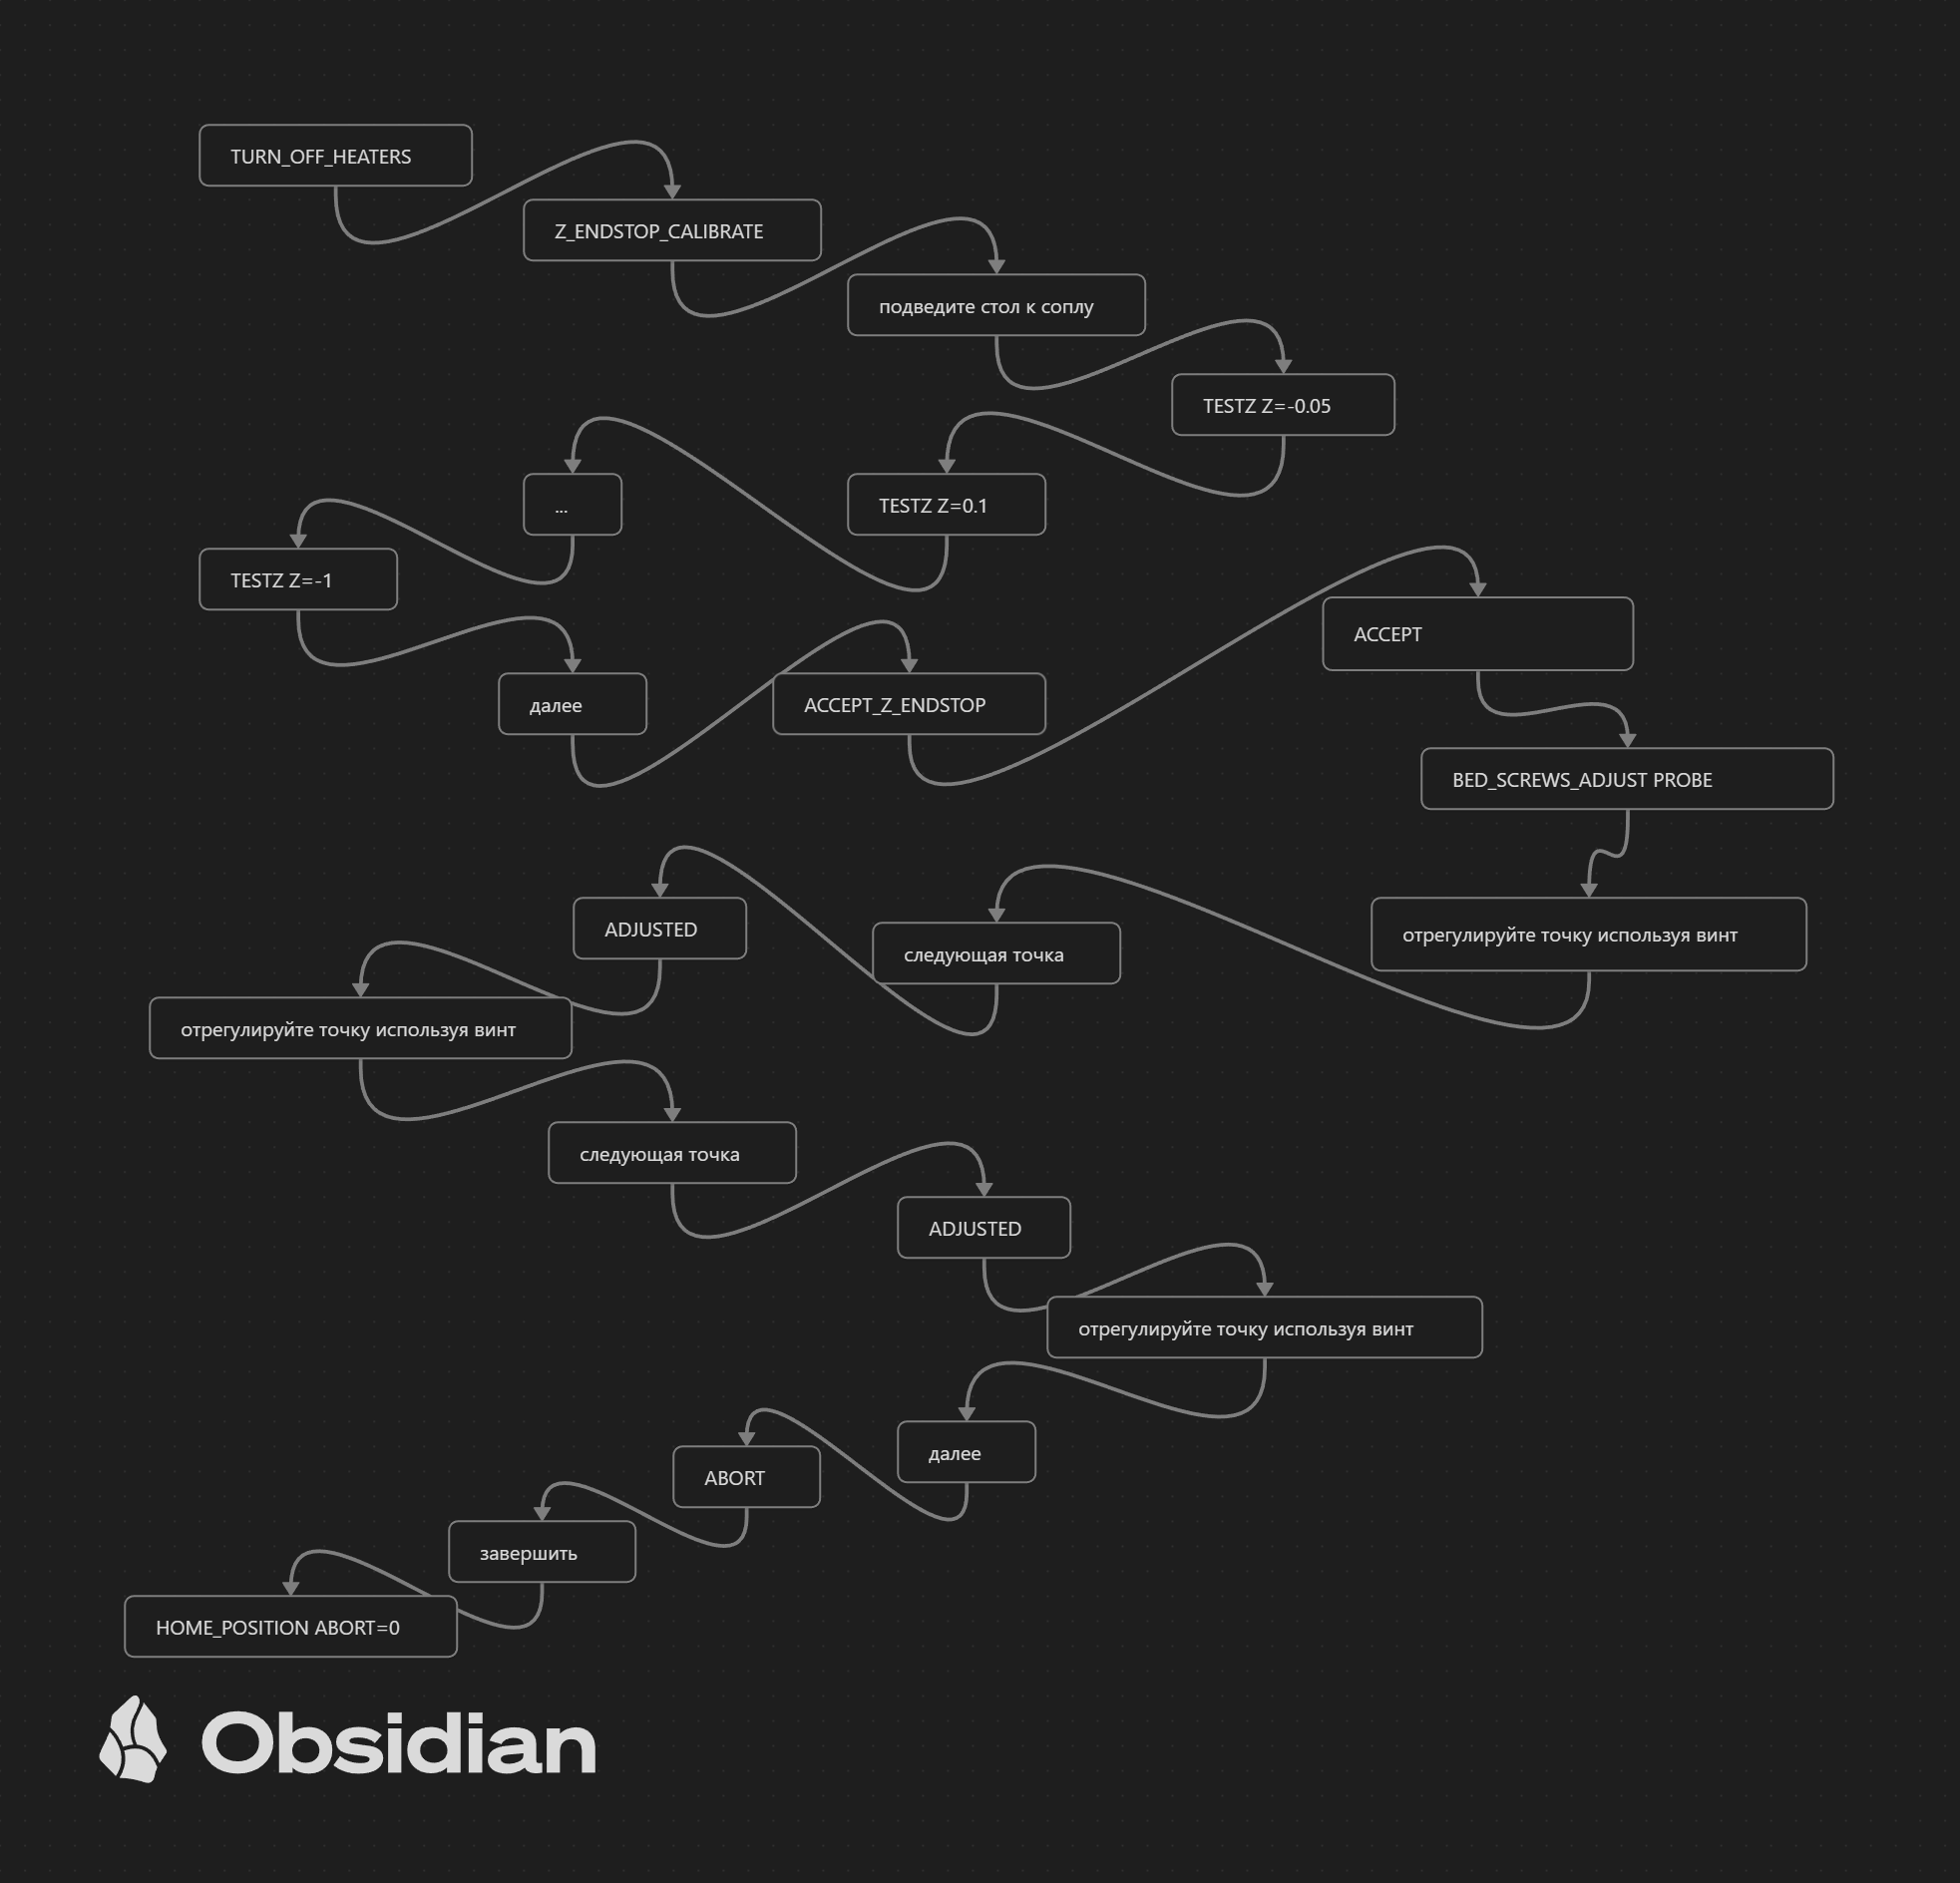 TURN_OFF_HEATERS
Z_ENDSTOP_CALIBRATE
подведите стол к соплу
TESTZ Z=-0.05
TESTZ Z=0.1
...
TESTZ Z=-1
далее
ACCEPT_Z_ENDSTOP
ACCEPT
BED_SCREWS_ADJUST PROBE
отрегулируйте точку используя винт
следующая точка
ADJUSTED
отрегулируйте точку используя винт
следующая точка
ADJUSTED
отрегулируйте точку используя винт
далее
ABORT
завершить
HOME_POSITION ABORT=0
Obsidian